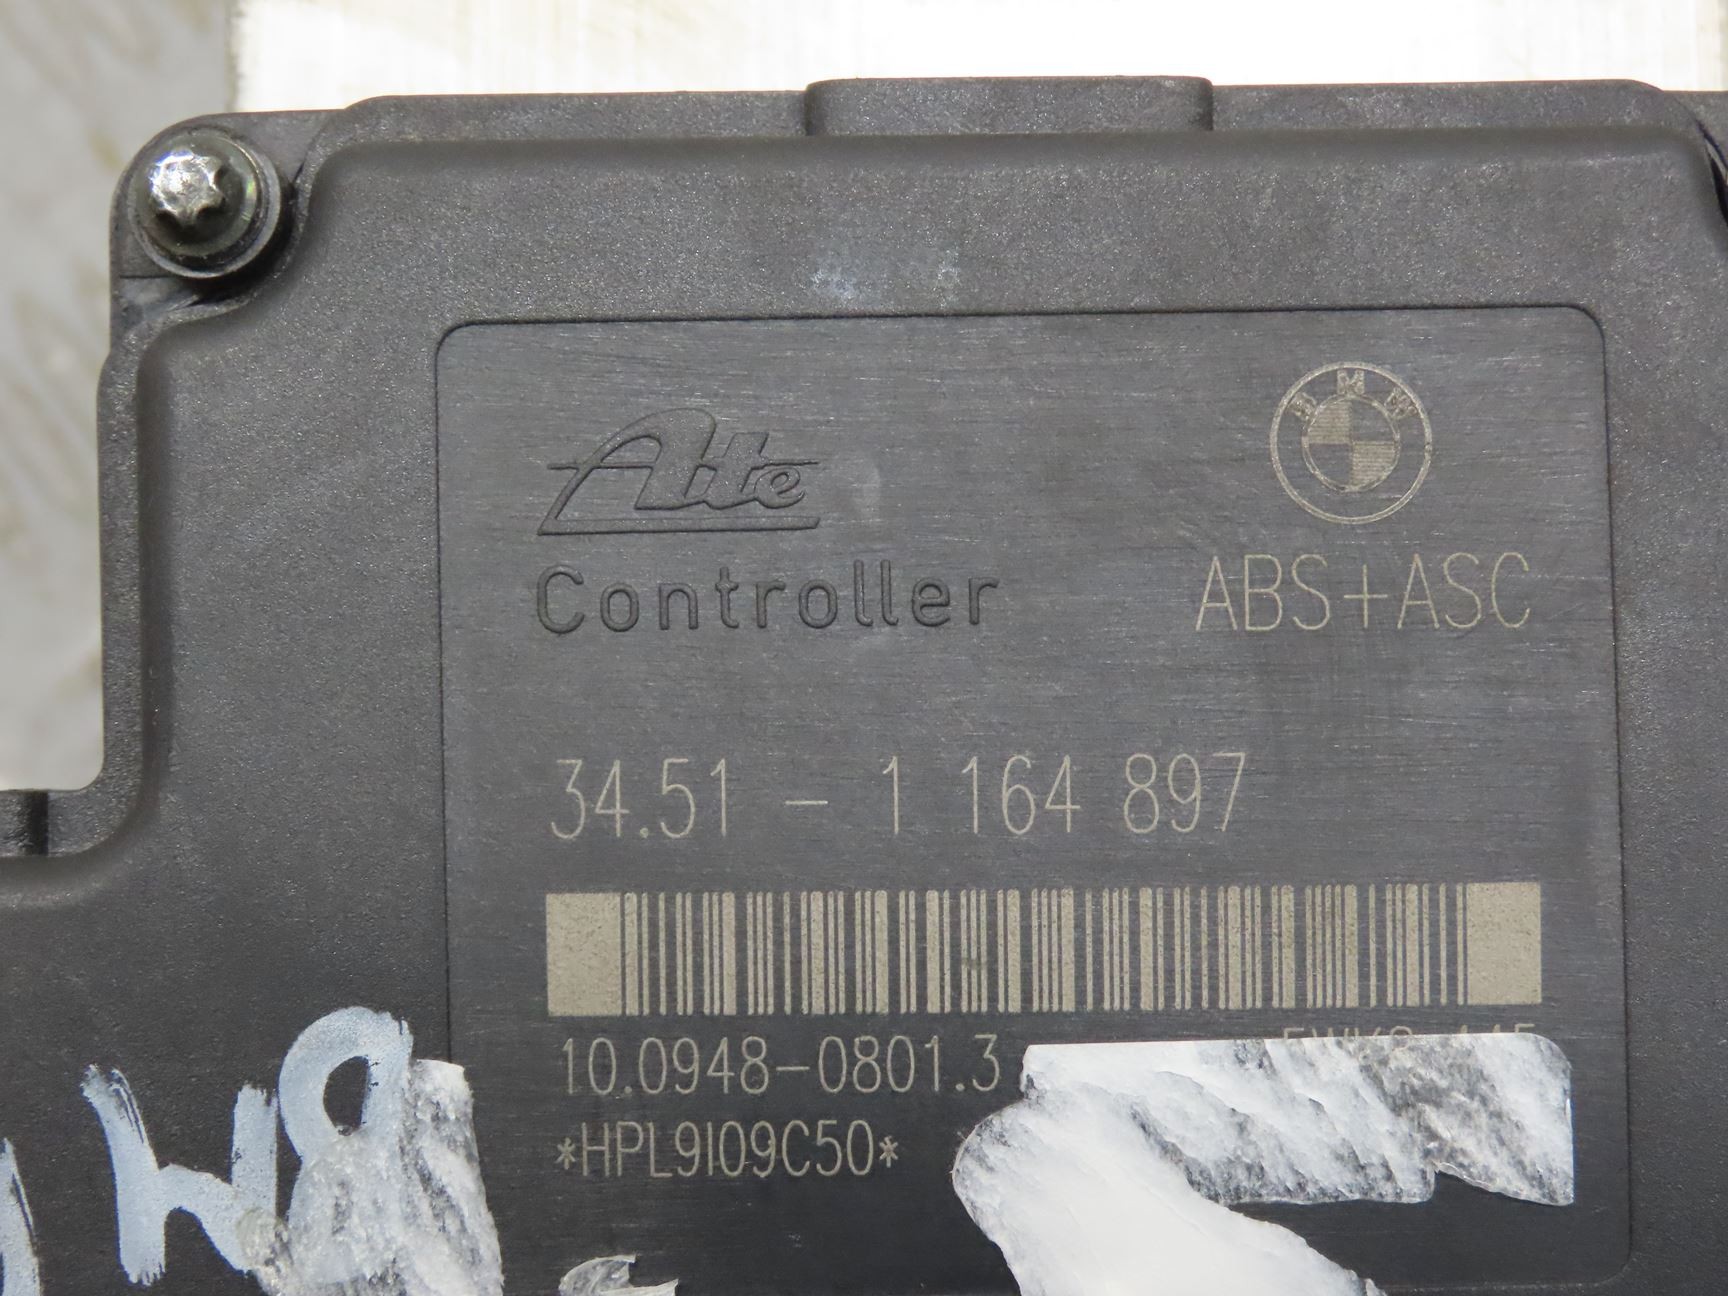 Ate
BMW
Controller
ABS+ASC
34.51 - 1 164 897
10.0948-0801.3
*HPL9I09C50*